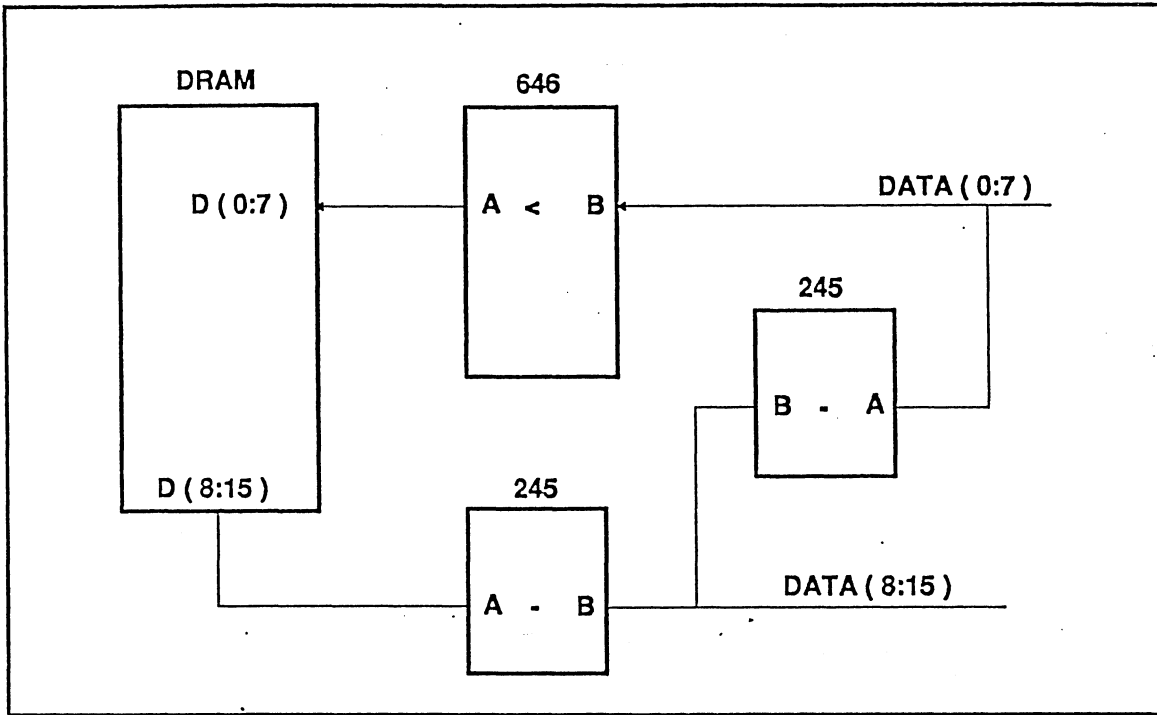 DRAM
646
D ( 0:7 )
A < B
DATA ( 0:7 )
245
B - A
D ( 8:15 )
245
A - B
DATA ( 8:15 )